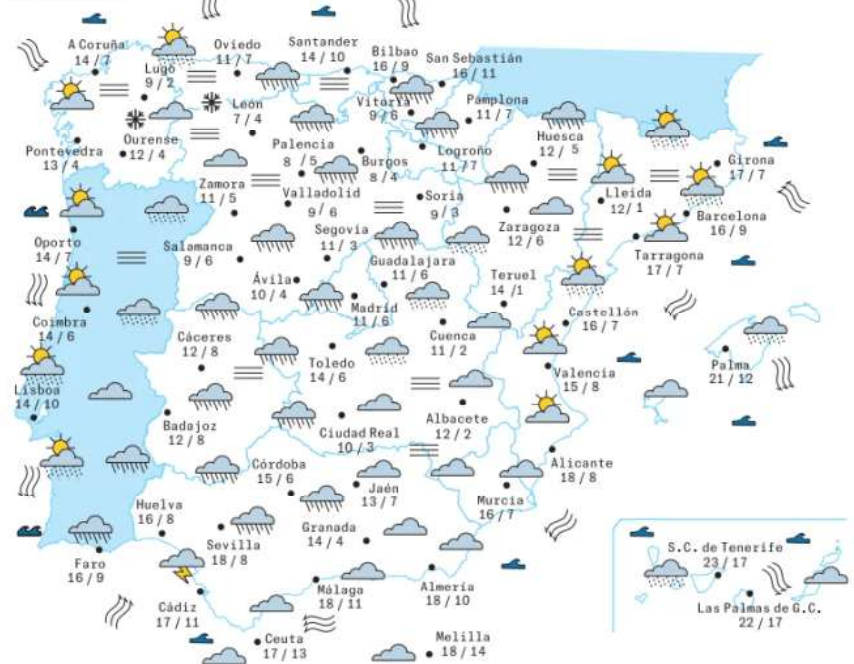 A Coruña
14 / 7
Lugo
9 / 2
Oviedo
11 / 7
Santander
14 / 10
Bilbao
16 / 9
San Sebastián
16 / 11
Vitoria
9 / 6
Pamplona
11 / 7
León
7 / 4
Pontevedra
13 / 4
Ourense
12 / 4
Palencia
8 / 5
Burgos
8 / 4
Logroño
11 / 7
Huesca
12 / 5
Girona
17 / 7
Lleida
12 / 1
Barcelona
16 / 9
Zamora
11 / 5
Valladolid
9 / 6
Soria
9 / 3
Zaragoza
12 / 6
Tarragona
17 / 7
Oporto
14 / 7
Salamanca
9 / 6
Segovia
11 / 3
Guadalajara
11 / 6
Ávila
10 / 4
Madrid
11 / 6
Teruel
14 / 1
Castellón
16 / 7
Coimbra
14 / 6
Cáceres
12 / 8
Toledo
14 / 6
Cuenca
11 / 2
Valencia
15 / 8
Palma
21 / 12
Lisboa
14 / 10
Badajoz
12 / 8
Ciudad Real
10 / 3
Albacete
12 / 2
Alicante
18 / 8
Córdoba
15 / 6
Jaén
13 / 7
Murcia
16 / 7
Huelva
16 / 8
Sevilla
18 / 8
Granada
14 / 4
Faro
16 / 9
Cádiz
17 / 11
Málaga
18 / 11
Almería
18 / 10
Ceuta
17 / 13
Melilla
18 / 14
S.C. de Tenerife
23 / 17
Las Palmas de G.C.
22 / 17